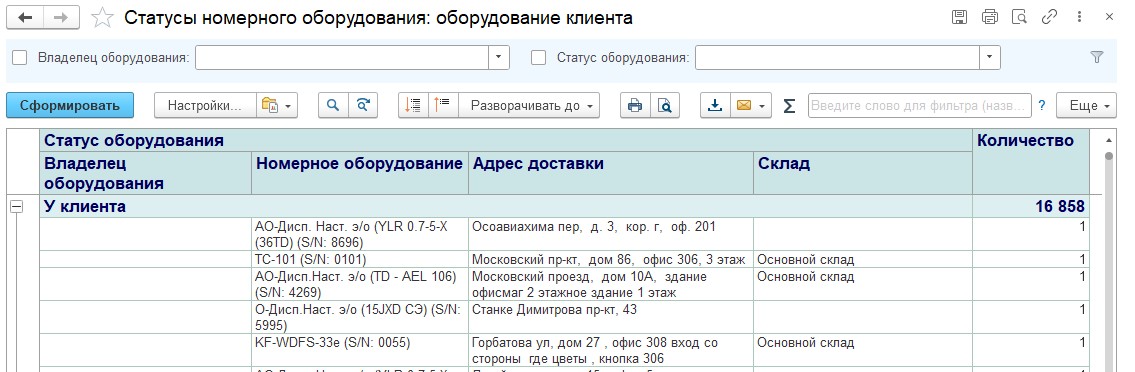 Статусы номерного оборудования: оборудование клиента
Владелец оборудования:
Статус оборудования:
Сформировать
Настройки...
Разворачивать до
Σ
Введите слово для фильтра (назв...
?
Еще
Статус оборудования
Количество
Владелец оборудования
Номерное оборудование
Адрес доставки
Склад
У клиента
16 858
АО-Дисп. Наст. э/о (YLR 0.7-5-X
(36TD) (S/N: 8696)
Осоавиахима пер, д. 3, кор. г, оф. 201
1
ТС-101 (S/N: 0101)
Московский пр-кт, дом 86, офис 306, 3 этаж
Основной склад
1
АО-Дисп.Наст. э/о (TD - AEL 106)
(S/N: 4269)
Московский проезд, дом 10А, здание
офисмаг 2 этажное здание 1 этаж
Основной склад
1
О-Дисп.Наст. э/о (15JXD СЭ) (S/N:
5995)
Станке Димитрова пр-кт, 43
1
KF-WDFS-33e (S/N: 0055)
Горбатова ул, дом 27 , офис 308 вход со
стороны где цветы , кнопка 306
Основной склад
1